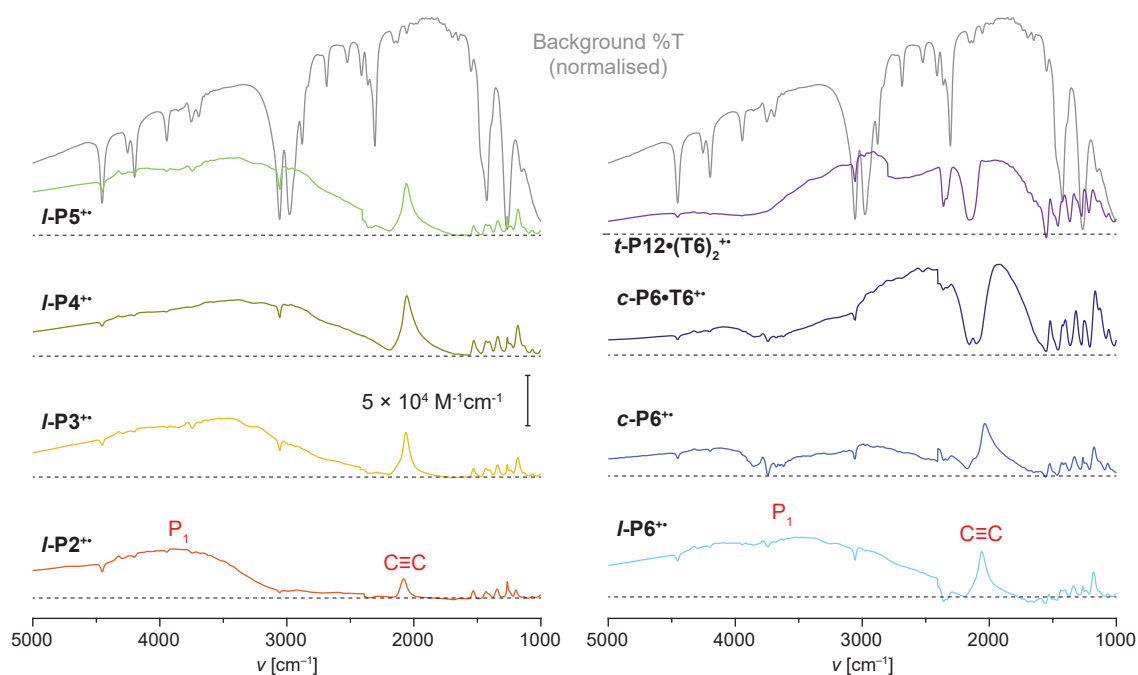 Background %T
(normalised)
l-P5⁺•
l-P4⁺•
l-P3⁺•
l-P2⁺•
P₁
C≡C
5 × 10⁴ M⁻¹cm⁻¹
5000
4000
3000
2000
1000
ν [cm⁻¹]
t-P12•(T6)₂⁺•
c-P6•T6⁺•
c-P6⁺•
l-P6⁺•
P₁
C≡C
5000
4000
3000
2000
1000
ν [cm⁻¹]